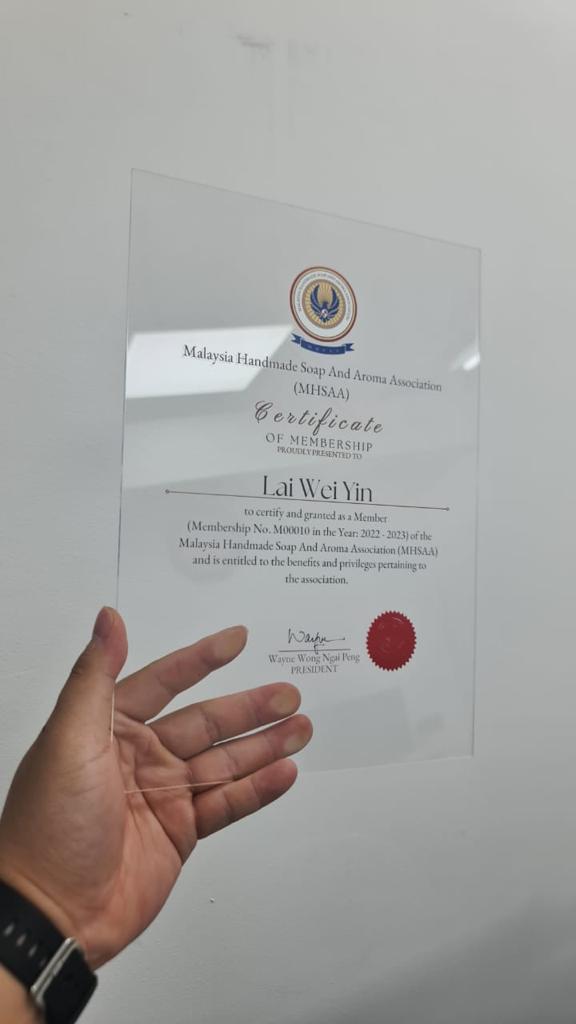 Malaysia Handmade Soap And Aroma Association
(MHSAA)
Certificate
OF MEMBERSHIP
PROUDLY PRESENTED TO
Lai Wei Yin
to certify and granted as a Member
(Membership No. M00010 in the Year: 2022 - 2023) of the
Malaysia Handmade Soap And Aroma Association (MHSAA)
and is entitled to the benefits and privileges pertaining to
the association.
Wayne Wong Ngai Peng
PRESIDENT